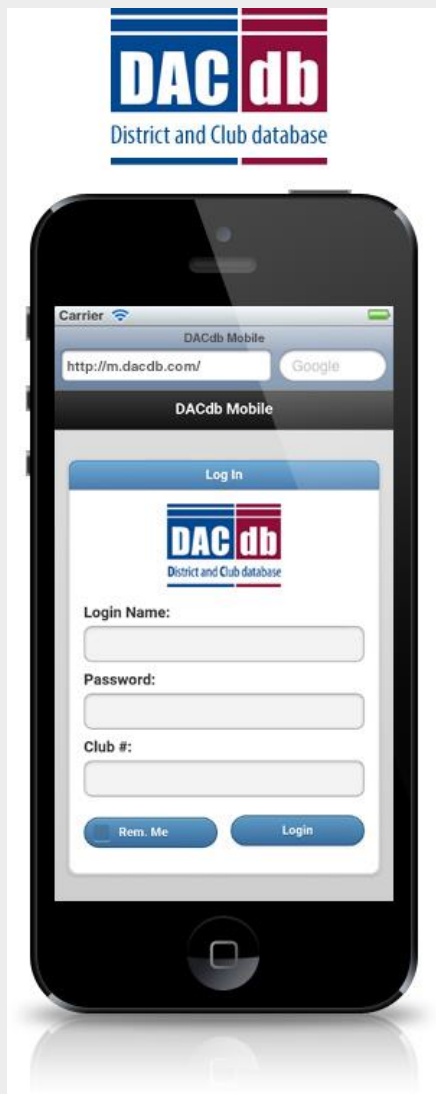 DAC db
District and Club database
Carrier
DACdb Mobile
http://m.dacdb.com/ Google
DACdb Mobile
Log In
DAC db
District and Club database
Login Name:
Password:
Club #:
Rem. Me Login